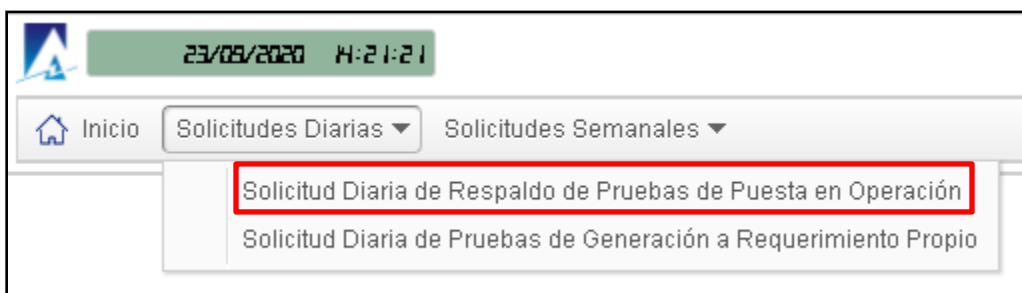 23/09/2020 14:21:21
Inicio Solicitudes Diarias Solicitudes Semanales
Solicitud Diaria de Respaldo de Pruebas de Puesta en Operación
Solicitud Diaria de Pruebas de Generación a Requerimiento Propio